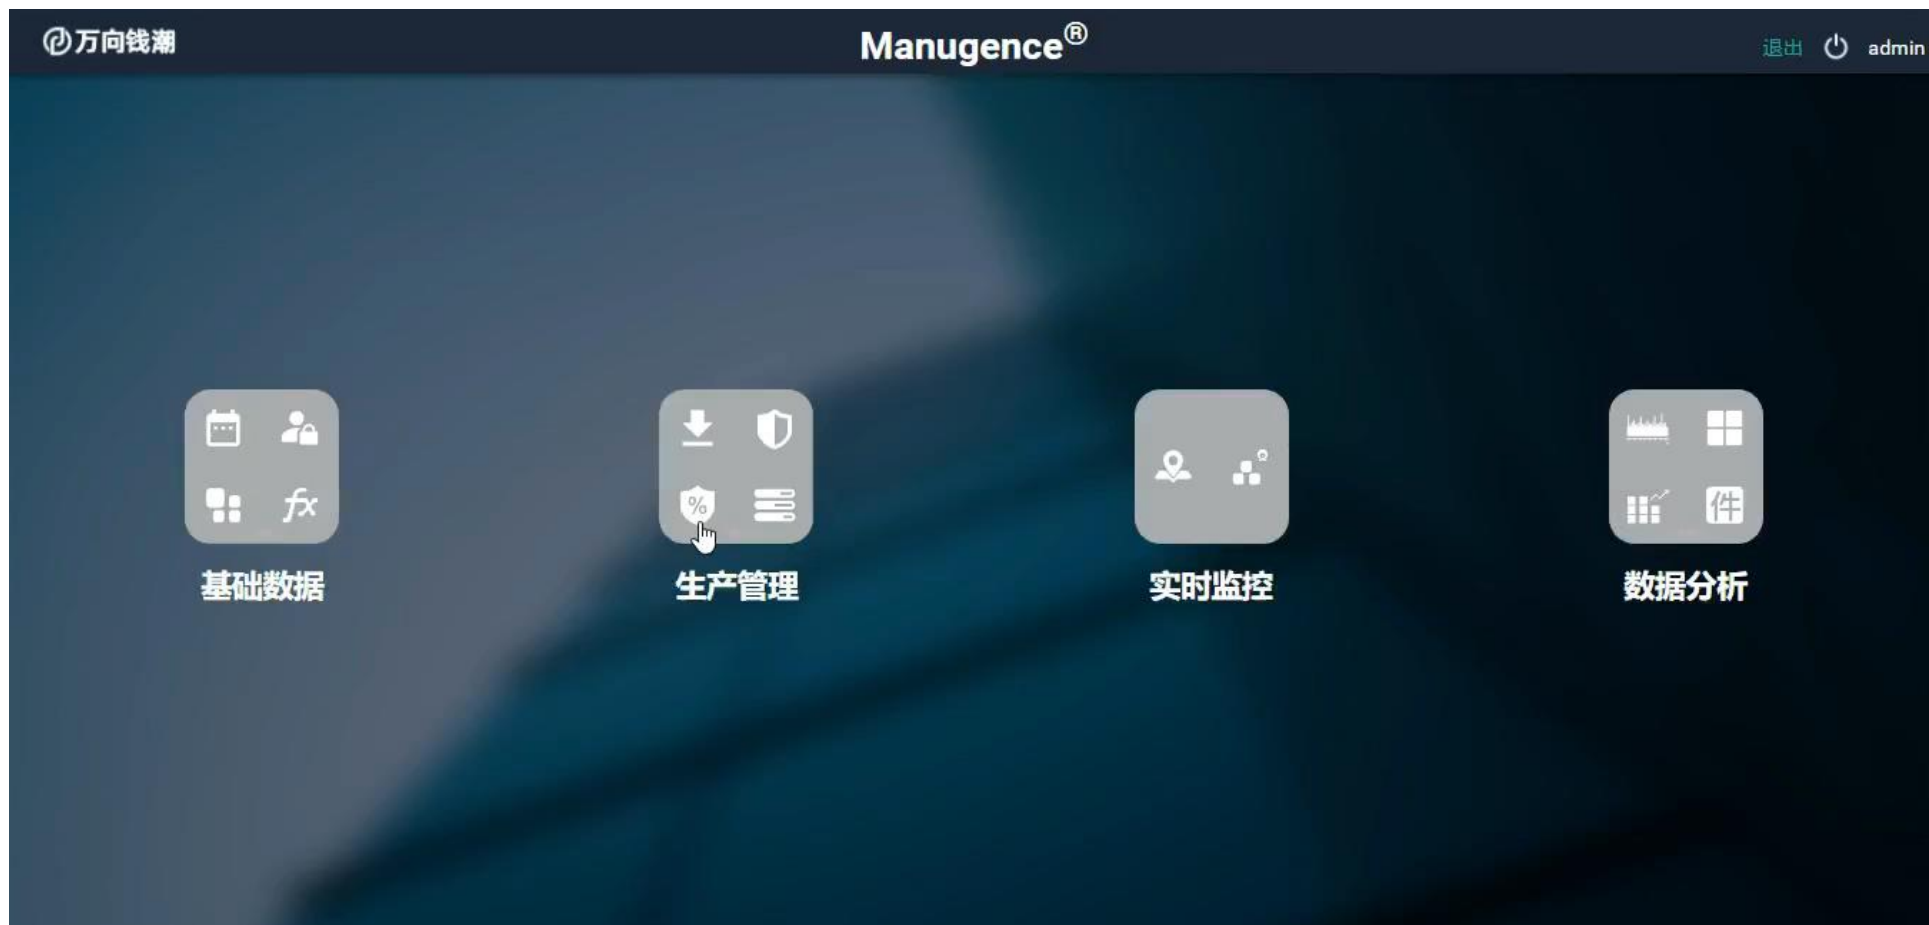 万向钱潮
Manugence®
退出 admin
%
fx
件
基础数据
生产管理
实时监控
数据分析